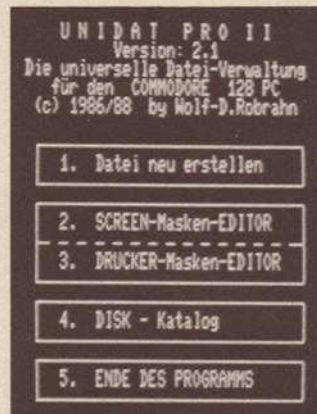 UNIDAT PRO II
Version: 2.1
Die universelle Datei-Verwaltung
für den COMMODORE 128 PC
(c) 1986/88 by Wolf-D.Robrahn
1. Datei neu erstellen
2. SCREEN-Masken-EDITOR
3. DRUCKER-Masken-EDITOR
4. DISK - Katalog
5. ENDE DES PROGRAMMS